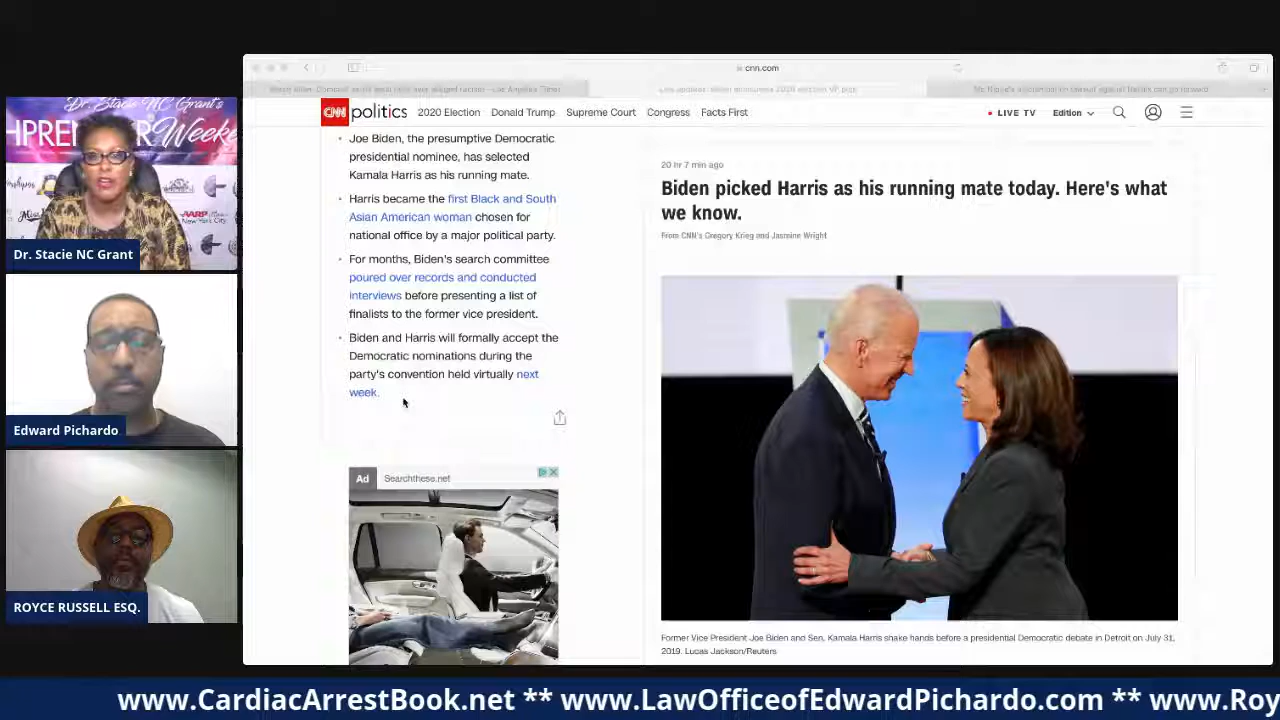 Dr. Stacie NC Grant's
Dr. Stacie NC Grant
Edward Pichardo
ROYCE RUSSELL ESQ.
AARP
New York City
cnn.com
CNN politics 2020 Election Donald Trump Supreme Court Congress Facts First
LIVE TV Edition
Joe Biden, the presumptive Democratic
presidential nominee, has selected
Kamala Harris as his running mate.
Harris became the first Black and South
Asian American woman chosen for
national office by a major political party.
For months, Biden's search committee
poured over records and conducted
interviews before presenting a list of
finalists to the former vice president.
Biden and Harris will formally accept the
Democratic nominations during the
party's convention held virtually next
week.
Ad Searchthese.net
20 hr 7 min ago
Biden picked Harris as his running mate today. Here's what
we know.
From CNN's Gregory Krieg and Jasmine Wright
Former Vice President Joe Biden and Sen. Kamala Harris shake hands before a presidential Democratic debate in Detroit on July 31,
2019. Lucas Jackson/Reuters
www.CardiacArrestBook.net ** www.LawOfficeofEdwardPichardo.com ** www.Roy